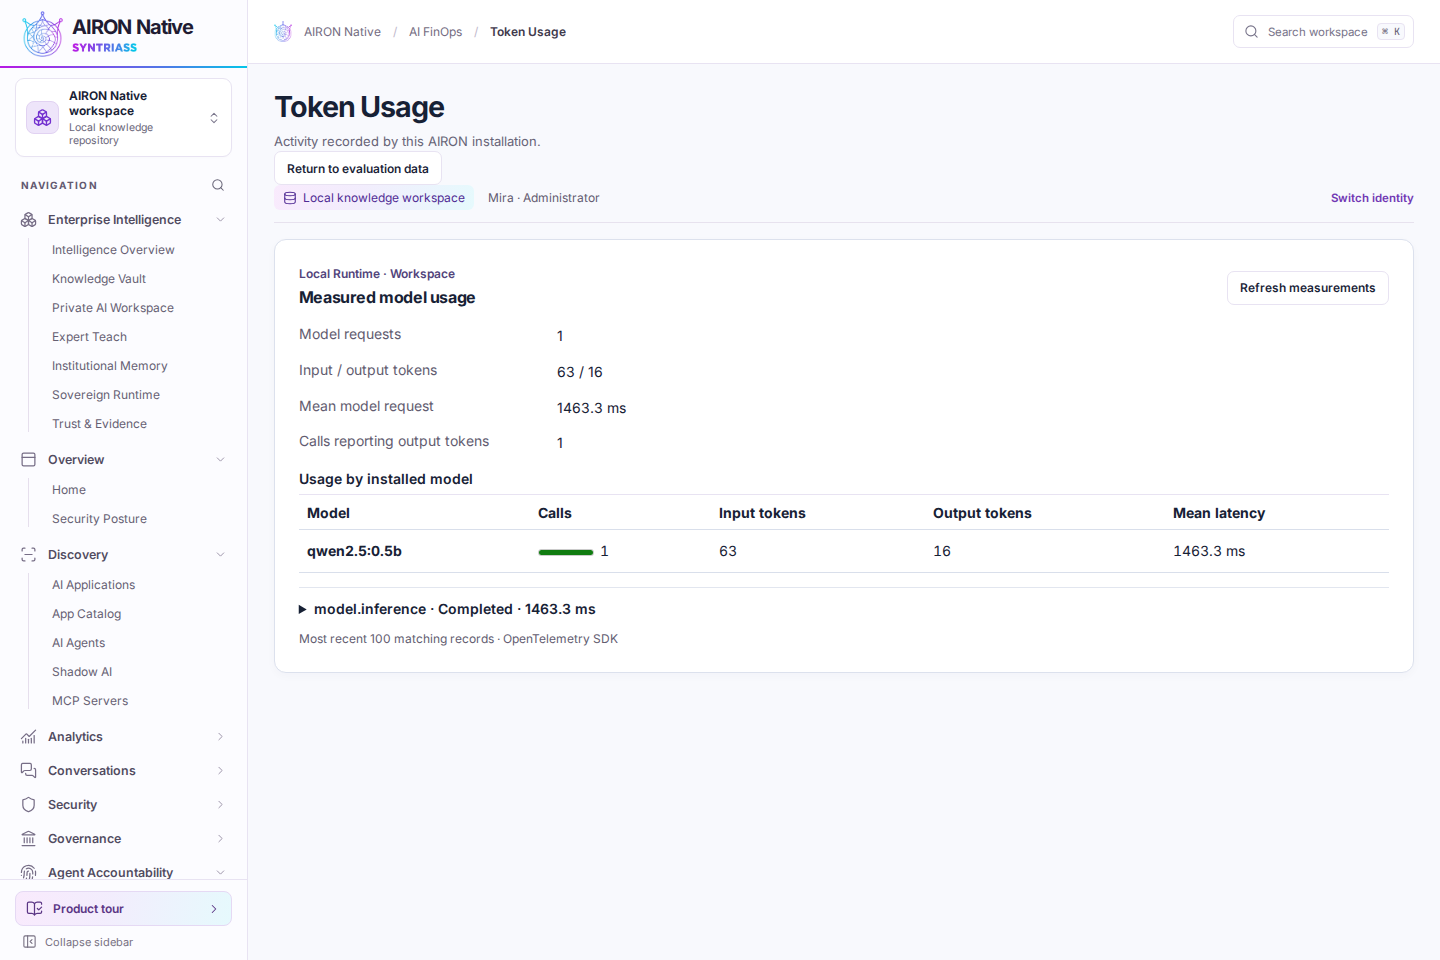 AIRON Native
SYNTRIASS
AIRON Native
workspace
Local knowledge
repository
NAVIGATION
Enterprise Intelligence
Intelligence Overview
Knowledge Vault
Private AI Workspace
Expert Teach
Institutional Memory
Sovereign Runtime
Trust & Evidence
Overview
Home
Security Posture
Discovery
AI Applications
App Catalog
AI Agents
Shadow AI
MCP Servers
Analytics
Conversations
Security
Governance
Agent Accountability
Product tour
Collapse sidebar
AIRON Native / AI FinOps / Token Usage
Search workspace ⌘ K
Token Usage
Activity recorded by this AIRON installation.
Return to evaluation data
Local knowledge workspace Mira · Administrator Switch identity
Local Runtime · Workspace
Measured model usage
Refresh measurements
Model requests 1
Input / output tokens 63 / 16
Mean model request 1463.3 ms
Calls reporting output tokens 1
Usage by installed model
Model Calls Input tokens Output tokens Mean latency
qwen2.5:0.5b 1 63 16 1463.3 ms
model.inference · Completed · 1463.3 ms
Most recent 100 matching records · OpenTelemetry SDK